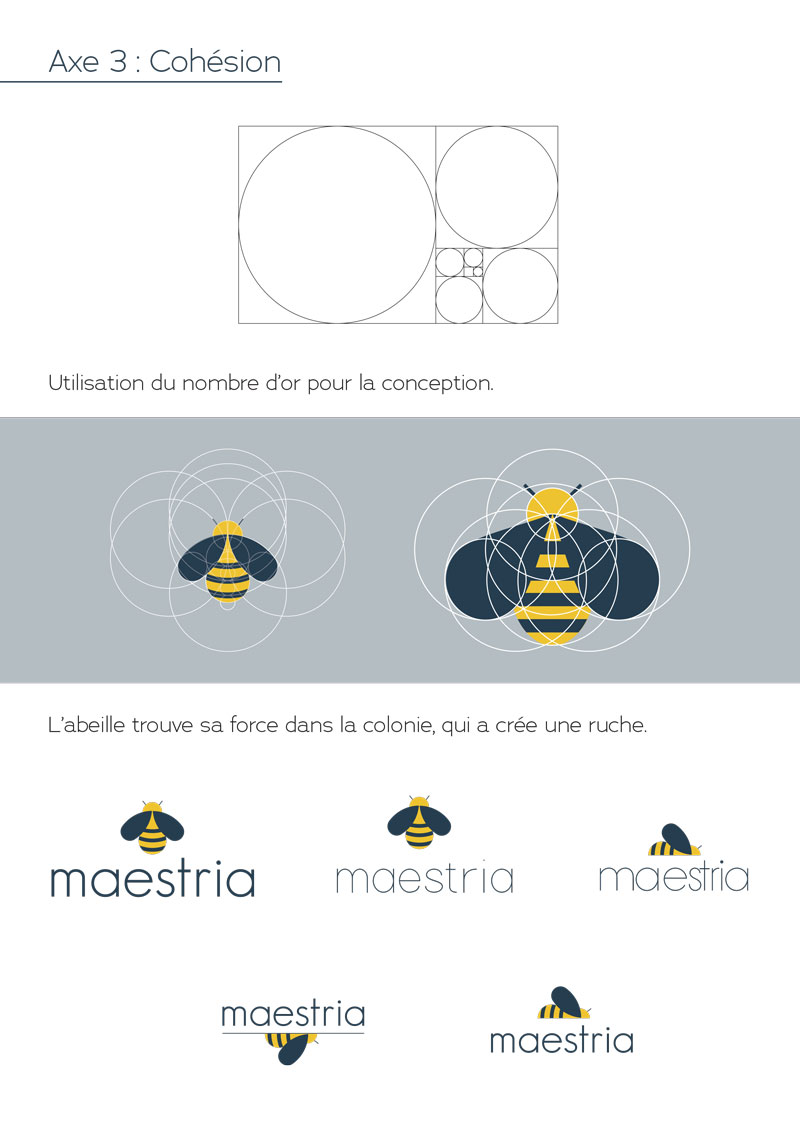 Axe 3 : Cohésion
Utilisation du nombre d'or pour la conception.
L'abeille trouve sa force dans la colonie, qui a crée une ruche.
maestria
maestria
maestria
maestria
maestria